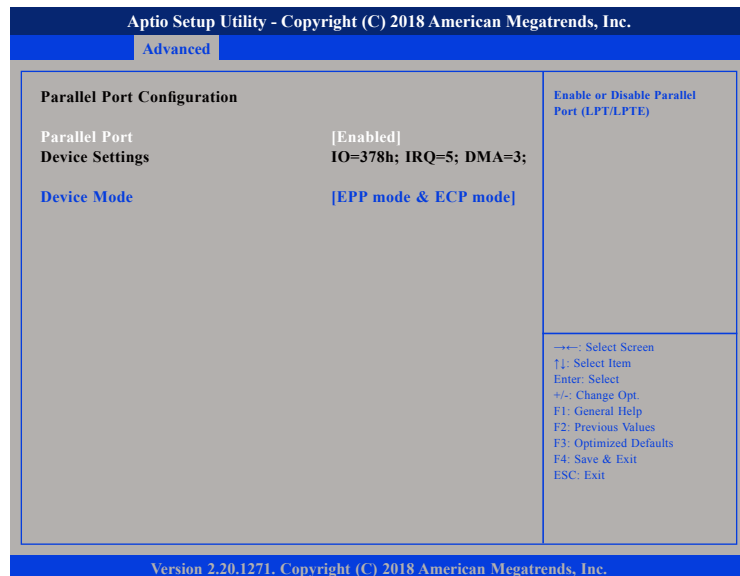 Aptio Setup Utility - Copyright (C) 2018 American Megatrends, Inc.
Advanced
Parallel Port Configuration
Parallel Port [Enabled]
Device Settings IO=378h; IRQ=5; DMA=3;
Device Mode [EPP mode & ECP mode]
Enable or Disable Parallel
Port (LPT/LPTE)
→←: Select Screen
↑↓: Select Item
Enter: Select
+/-: Change Opt.
F1: General Help
F2: Previous Values
F3: Optimized Defaults
F4: Save & Exit
ESC: Exit
Version 2.20.1271. Copyright (C) 2018 American Megatrends, Inc.